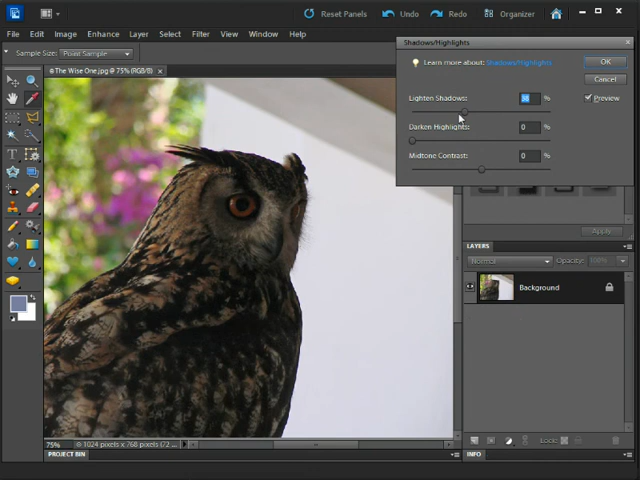 Reset Panels Undo Redo Organizer
File Edit Image Enhance Layer Select Filter View Window Help
Sample Size: Point Sample
The Wise One.jpg @ 75% (RGB/8)
Shadows/Highlights
Learn more about: Shadows/Highlights
OK
Cancel
Preview
Lighten Shadows: 38 %
Darken Highlights: 0 %
Midtone Contrast: 0 %
Apply
LAYERS
Normal Opacity: 100%
Background
Lock:
75% 1024 pixels x 768 pixels (72
PROJECT BIN INFO